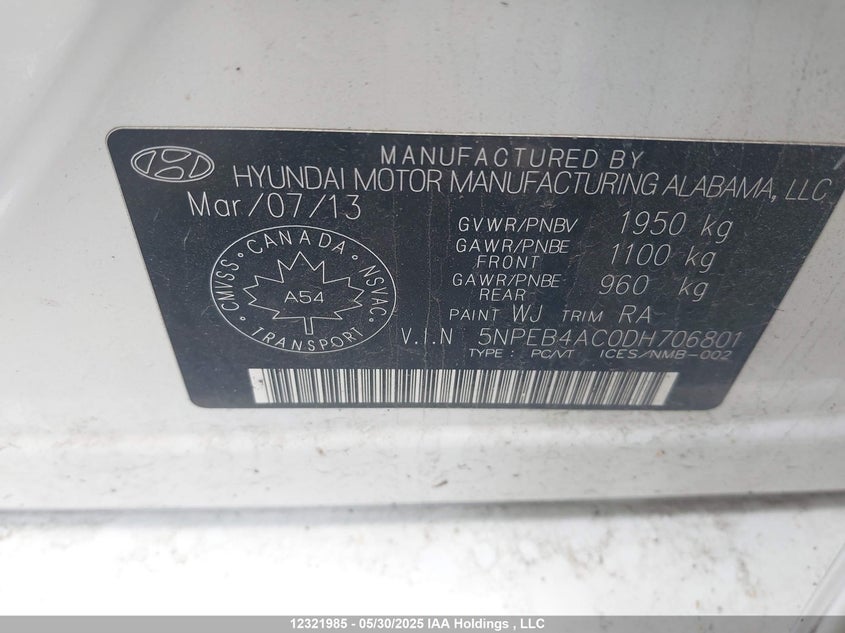 MANUFACTURED BY
HYUNDAI MOTOR MANUFACTURING ALABAMA, LLC
Mar/07/13
GVWR/PNBV 1950 kg
GAWR/PNBE FRONT 1100 kg
GAWR/PNBE REAR 960 kg
CMVSS · CANADA · NSVAC · TRANSPORT
A54
PAINT WJ TRIM RA
V.I.N 5NPEB4AC0DH706801
TYPE : PC/VT ICES/NMB-002
12321985 - 05/30/2025 IAA Holdings , LLC